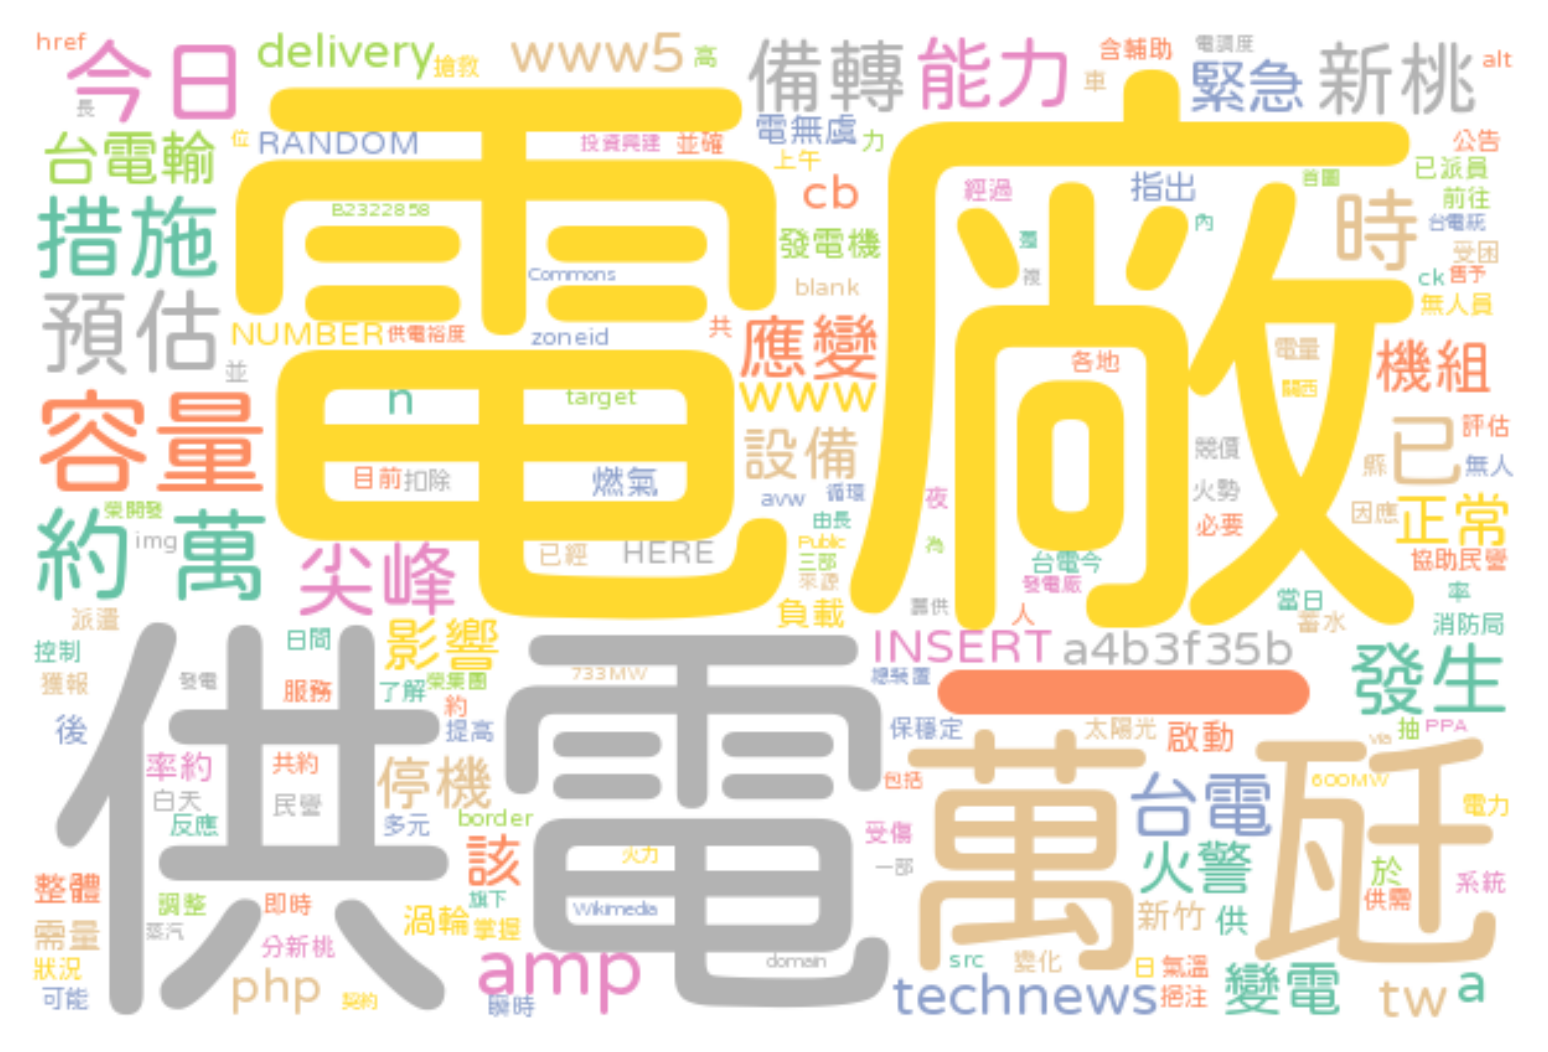 href
今日
長
delivery
搶救
www5
高
備轉
能力
車
含輔助
電調度
緊急
新桃
alt
台電輸
位
RANDOM
投資興建
並確
電無虞
力
上午
公告
已派員
措施
B2322858
電廠
cb
經過
指出
首圖
內
時
前往
台電統
受困
發電機
Commons
複
blank
ck
售予
無人員
預估
NUMBER
供電裕度
zoneid
共
應變
各地
電量
關西
機組
並
n
target
www
容量
設備
競價
已
評估
無人
縣
目前
扣除
燃氣
avw
循環
夜
火勢
必要
因應
正常
榮開發
img
約
萬
由長
Public
三部
來源
為
台電今
發電廠
協助民眾
尖峰
已經
HERE
負載
籌供
人
當日
蓄水
率
消防局
派遣
控制
日間
影響
INSERT
a4b3f35b
發生
獲報
發電
服務
了解
榮集團
約
733MW
總裝置
一
後
提高
保穩定
太陽光
啟動
抽
PPA
via
供電
率約
共約
停機
包括
萬瓩
台電
600MW
電力
白天
民眾
反應
多元
border
受傷
火警
該
火力
一部
於
系統
整體
調整
即時
旗下
Wikimedia
新竹
供
供需
需量
蒸汽
分新桃
渦輪
掌握
狀況
可能
php
契約
amp
瞬時
domain
technews
src
變化
日
氣溫
挹注
變電
tw
a